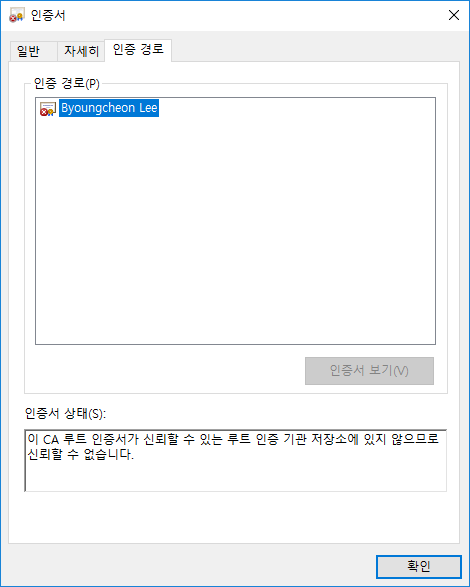 인증서
일반 자세히 인증 경로
인증 경로(P)
Byoungcheon Lee
인증서 보기(V)
인증서 상태(S):
이 CA 루트 인증서가 신뢰할 수 있는 루트 인증 기관 저장소에 있지 않으므로
신뢰할 수 없습니다.
확인